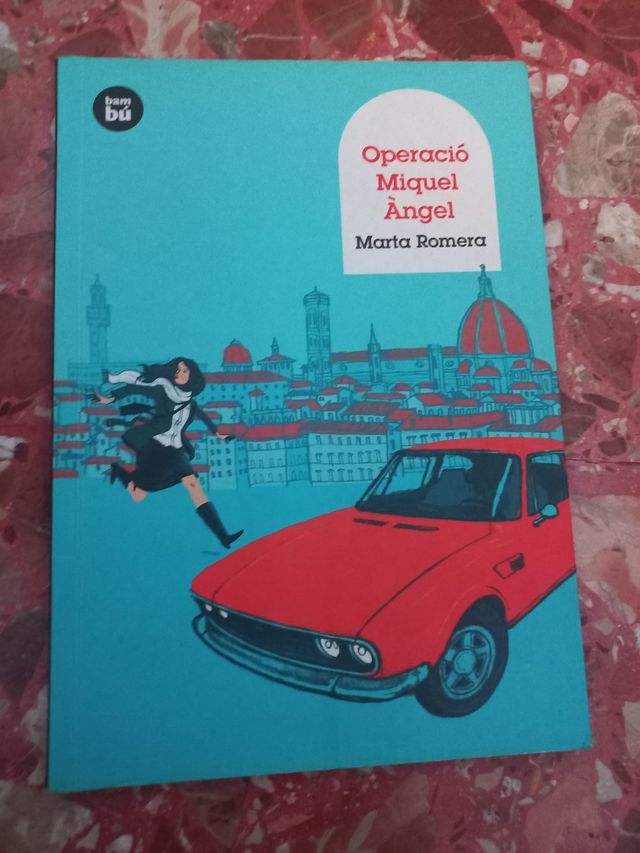 bam
bú
Operació
Miquel
Àngel
Marta Romera